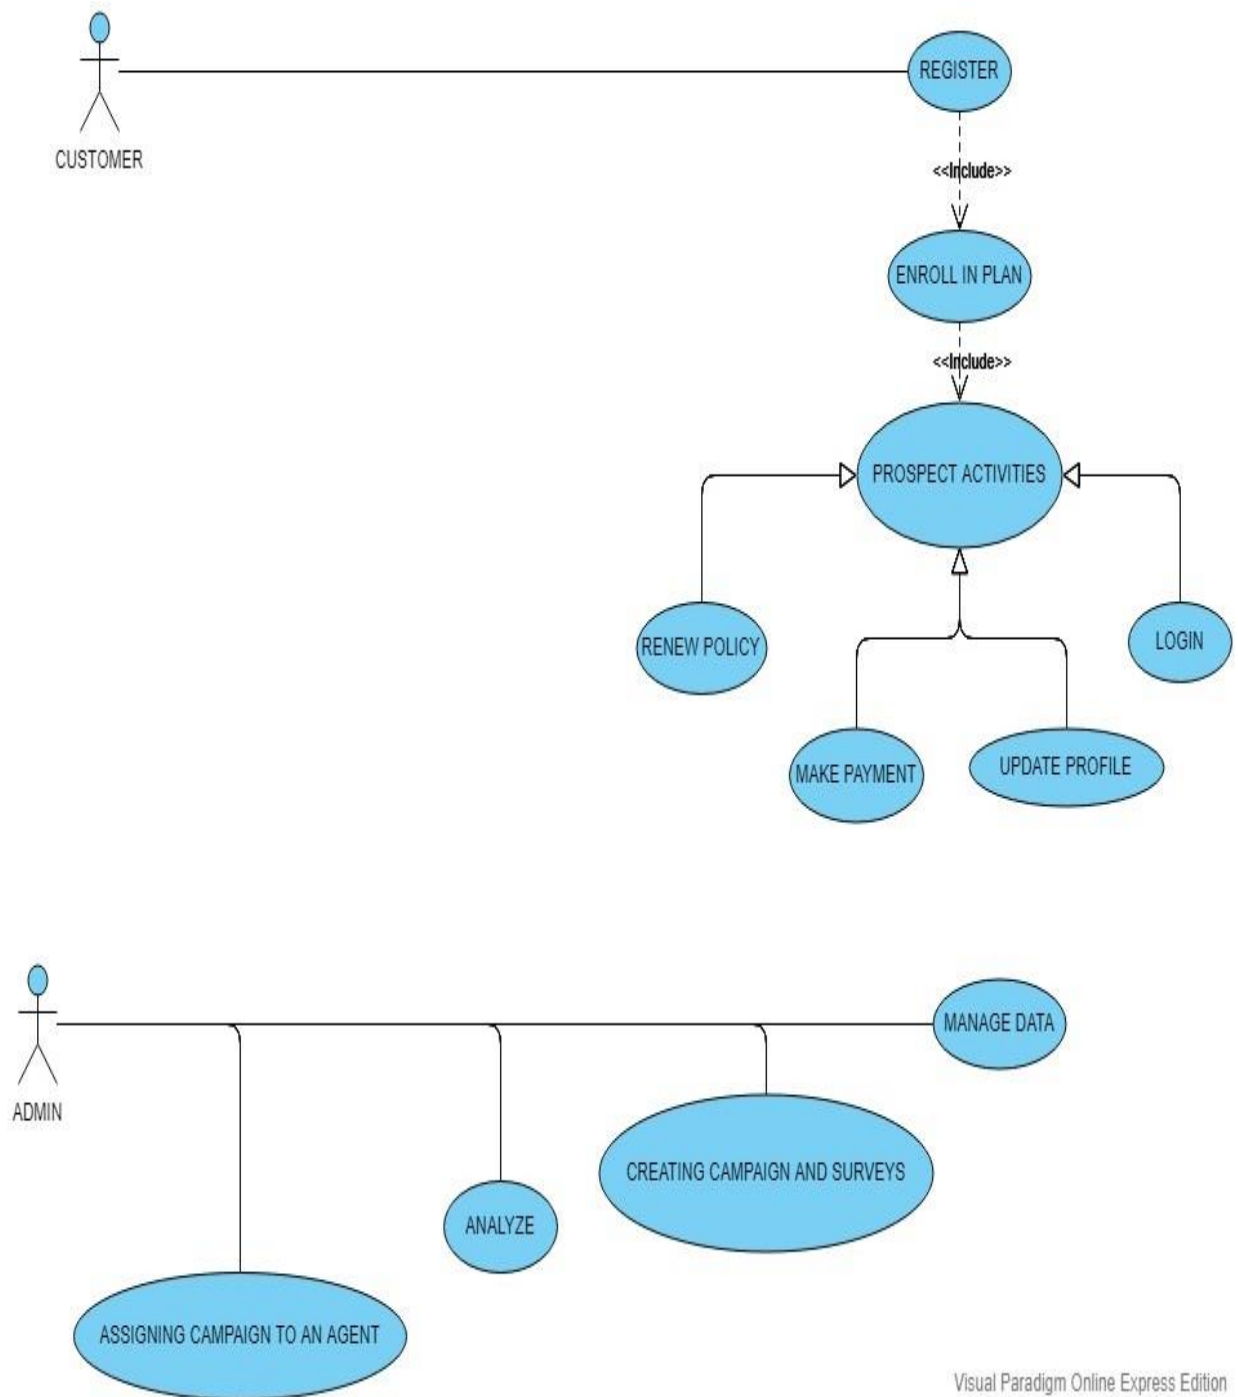 REGISTER
CUSTOMER
<<Include>>
ENROLL IN PLAN
<<Include>>
PROSPECT ACTIVITIES
RENEW POLICY
LOGIN
MAKE PAYMENT
UPDATE PROFILE
MANAGE DATA
ADMIN
CREATING CAMPAIGN AND SURVEYS
ANALYZE
ASSIGNING CAMPAIGN TO AN AGENT
Visual Paradigm Online Express Edition